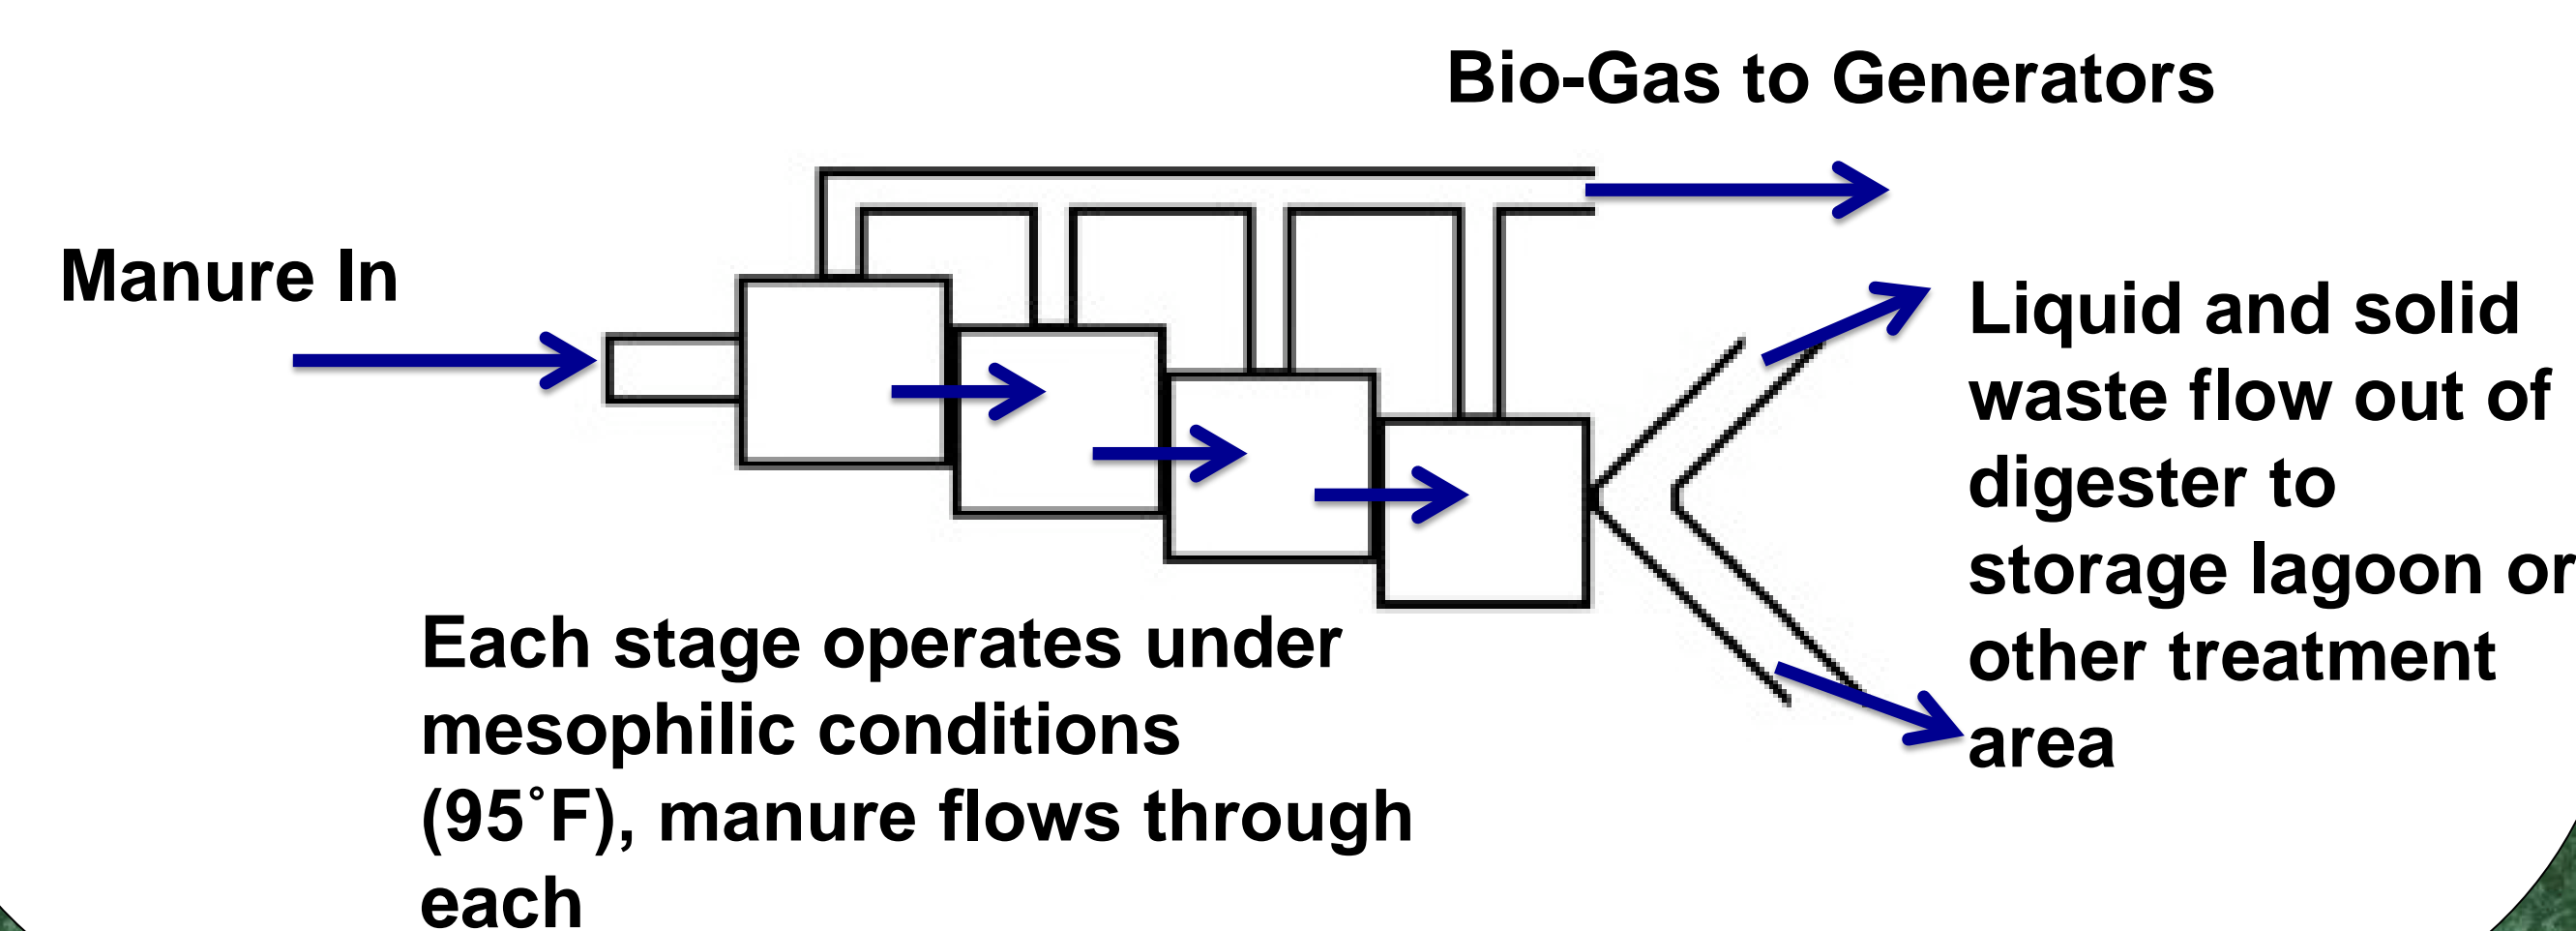 Bio-Gas to Generators
Manure In
Liquid and solid
waste flow out of
digester to
storage lagoon or
other treatment
area
Each stage operates under
mesophilic conditions
(95˚F), manure flows through
each